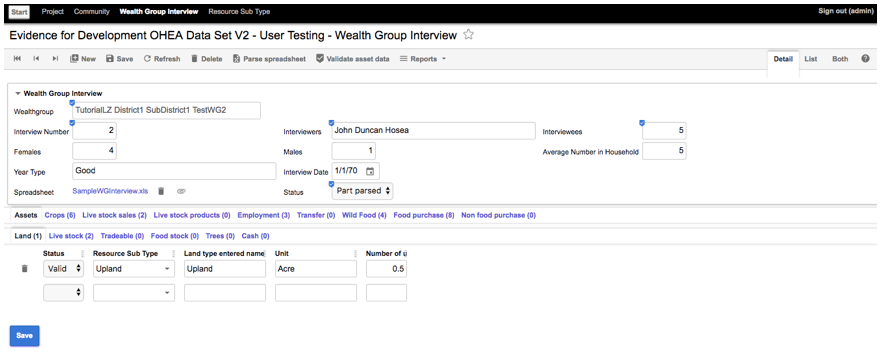 Start Project Community Wealth Group Interview Resource Sub Type Sign out (admin)
Evidence for Development OHEA Data Set V2 - User Testing - Wealth Group Interview
New Save Refresh Delete Parse spreadsheet Validate asset data Reports Detail List Both
Wealth Group Interview
Wealthgroup TutorialLZ District1 SubDistrict1 TestWG2
Interview Number 2 Interviewers John Duncan Hosea Interviewees 5
Females 4 Males 1 Average Number in Household 5
Year Type Good Interview Date 1/1/70
Spreadsheet SampleWGInterview.xls Status Part parsed
Assets Crops (6) Live stock sales (2) Live stock products (0) Employment (3) Transfer (0) Wild Food (4) Food purchase (8) Non food purchase (0)
Land (1) Live stock (2) Tradeable (0) Food stock (0) Trees (0) Cash (0)
Status Resource Sub Type Land type entered name Unit Number of u
Valid Upland Upland Acre 0.5
Save